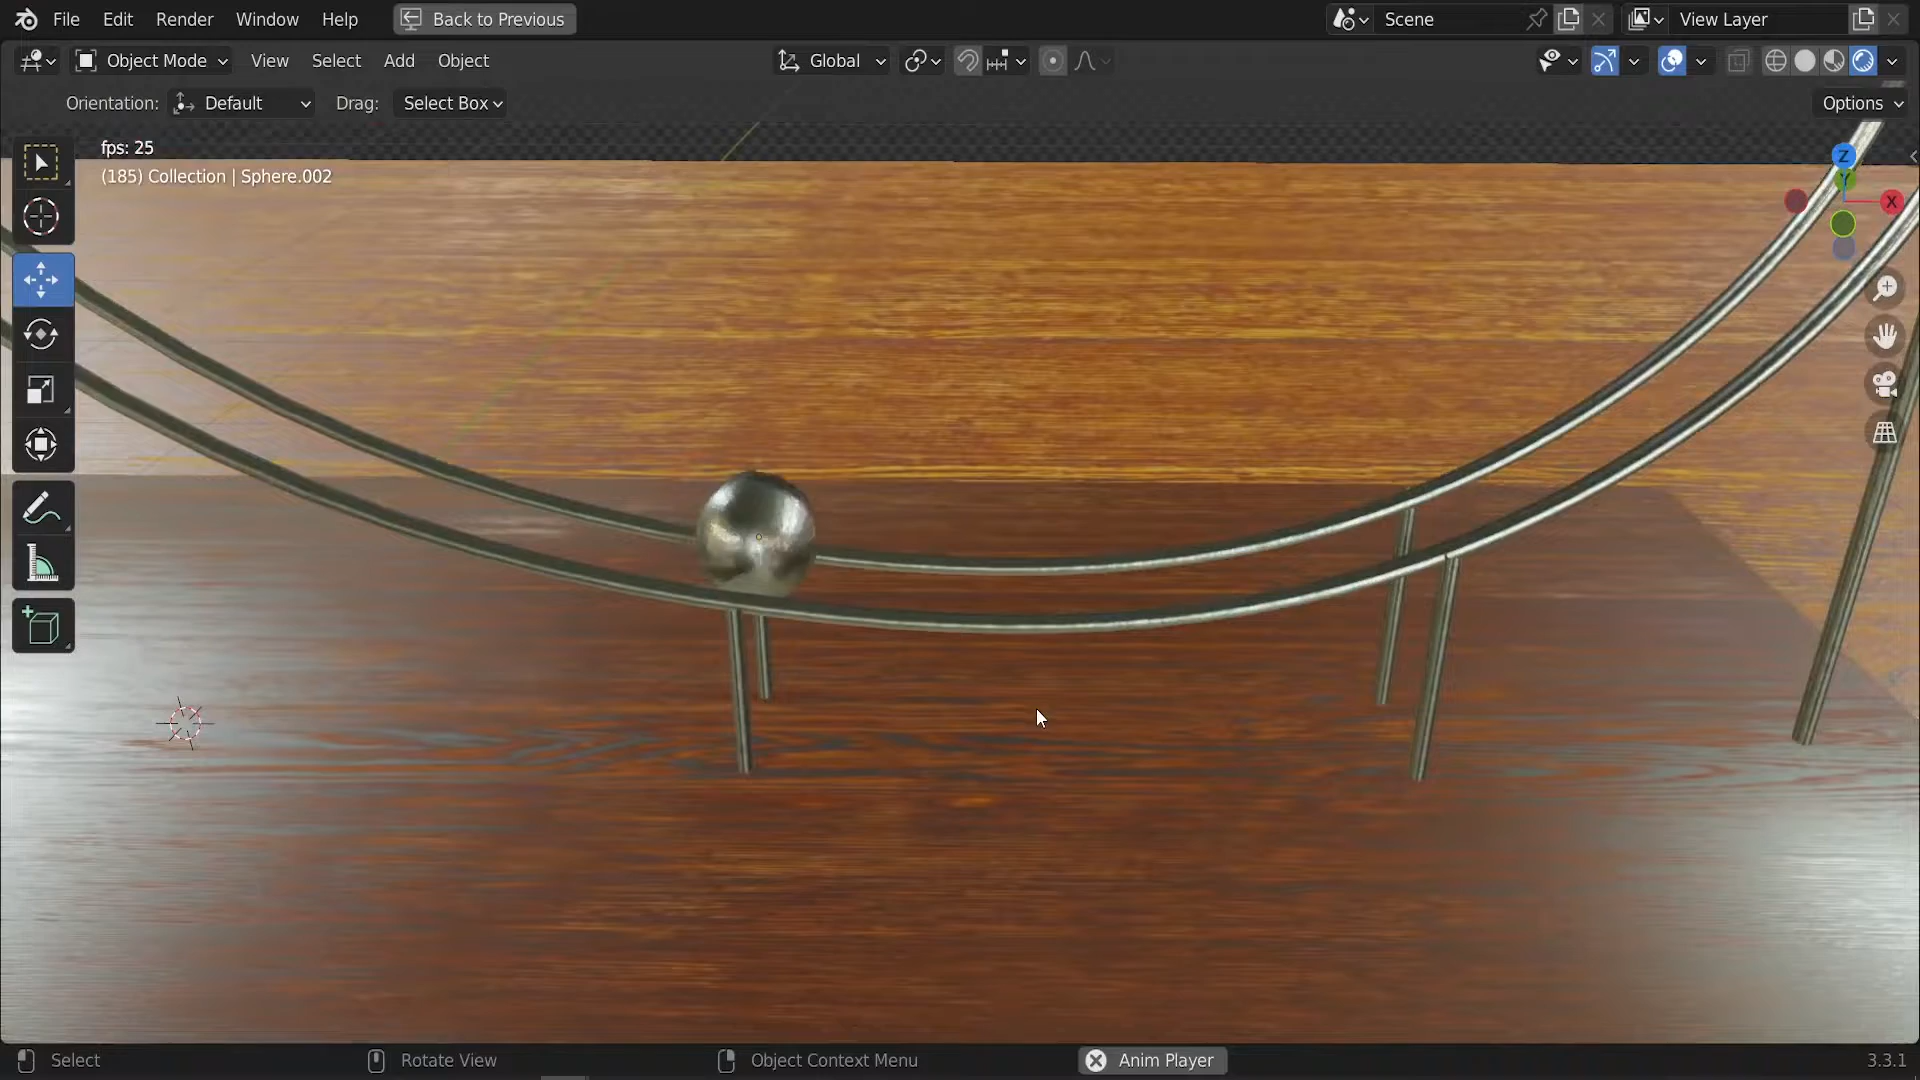 File Edit Render Window Help Back to Previous Scene View Layer
Object Mode View Select Add Object Global
Orientation: Default Drag: Select Box Options
fps: 25
(185) Collection | Sphere.002
Z
Y
X
Select Rotate View Object Context Menu Anim Player 3.3.1